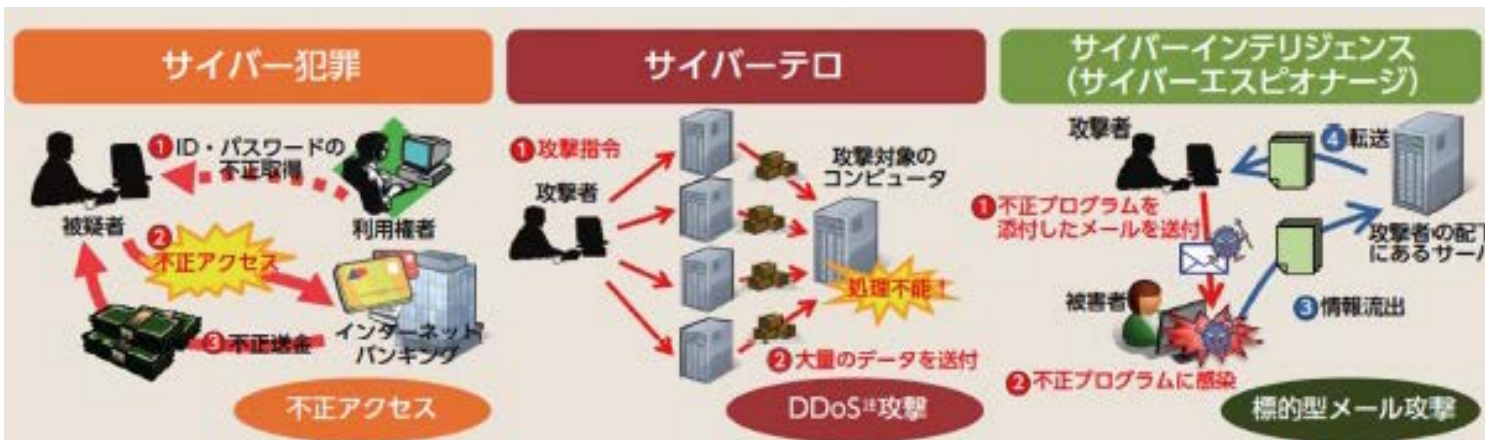 サイバー犯罪
❶ID・パスワードの
不正取得
被疑者
利用権者
❷
不正アクセス
❸不正送金
インターネット
バンキング
不正アクセス
サイバーテロ
❶攻撃指令
攻撃者
攻撃対象の
コンピュータ
処理不能！
❷大量のデータを送付
DDoS注攻撃
サイバーインテリジェンス
(サイバーエスピオナージ)
攻撃者
❹転送
❶不正プログラムを
添付したメールを送付
攻撃者の配下
にあるサーバ
被害者
❸情報流出
❷不正プログラムに感染
標的型メール攻撃